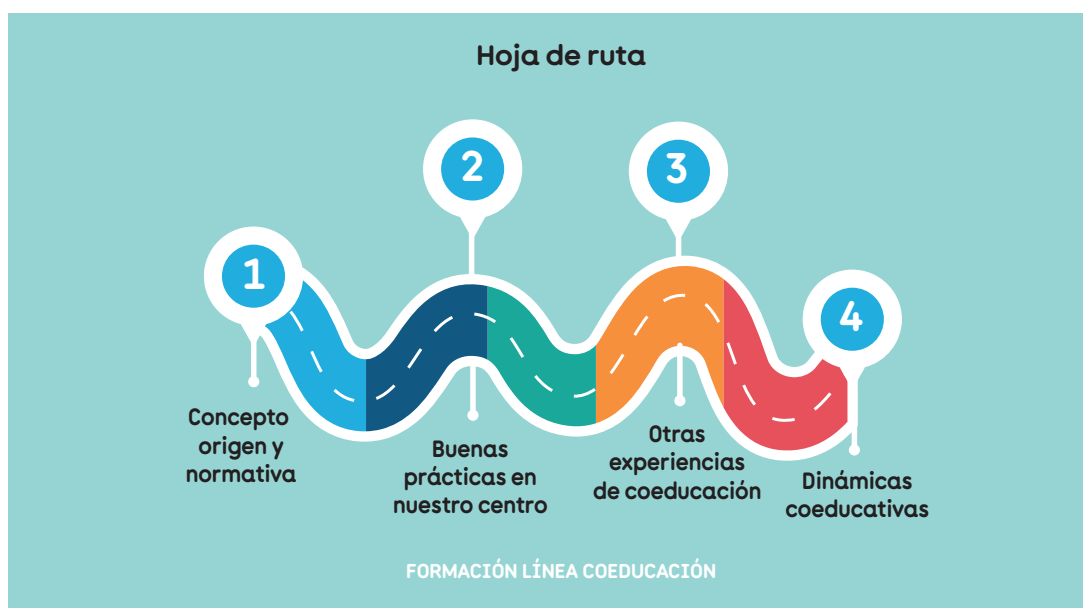 Hoja de ruta
1
Concepto
origen y
normativa
2
Buenas
prácticas en
nuestro centro
3
Otras
experiencias
de coeducación
4
Dinámicas
coeducativas
FORMACIÓN LÍNEA COEDUCACIÓN